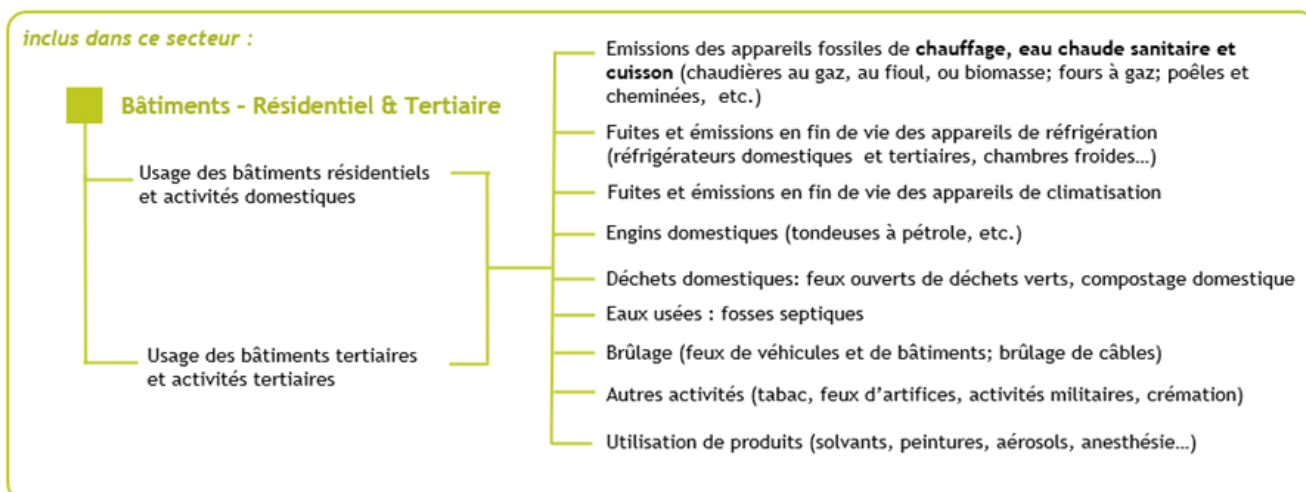 inclus dans ce secteur :
Bâtiments - Résidentiel & Tertiaire
Usage des bâtiments résidentiels
et activités domestiques
Usage des bâtiments tertiaires
et activités tertiaires
Emissions des appareils fossiles de chauffage, eau chaude sanitaire et
cuisson (chaudières au gaz, au fioul, ou biomasse; fours à gaz; poêles et
cheminées, etc.)
Fuites et émissions en fin de vie des appareils de réfrigération
(réfrigérateurs domestiques et tertiaires, chambres froides…)
Fuites et émissions en fin de vie des appareils de climatisation
Engins domestiques (tondeuses à pétrole, etc.)
Déchets domestiques: feux ouverts de déchets verts, compostage domestique
Eaux usées : fosses septiques
Brûlage (feux de véhicules et de bâtiments; brûlage de câbles)
Autres activités (tabac, feux d’artifices, activités militaires, crémation)
Utilisation de produits (solvants, peintures, aérosols, anesthésie…)